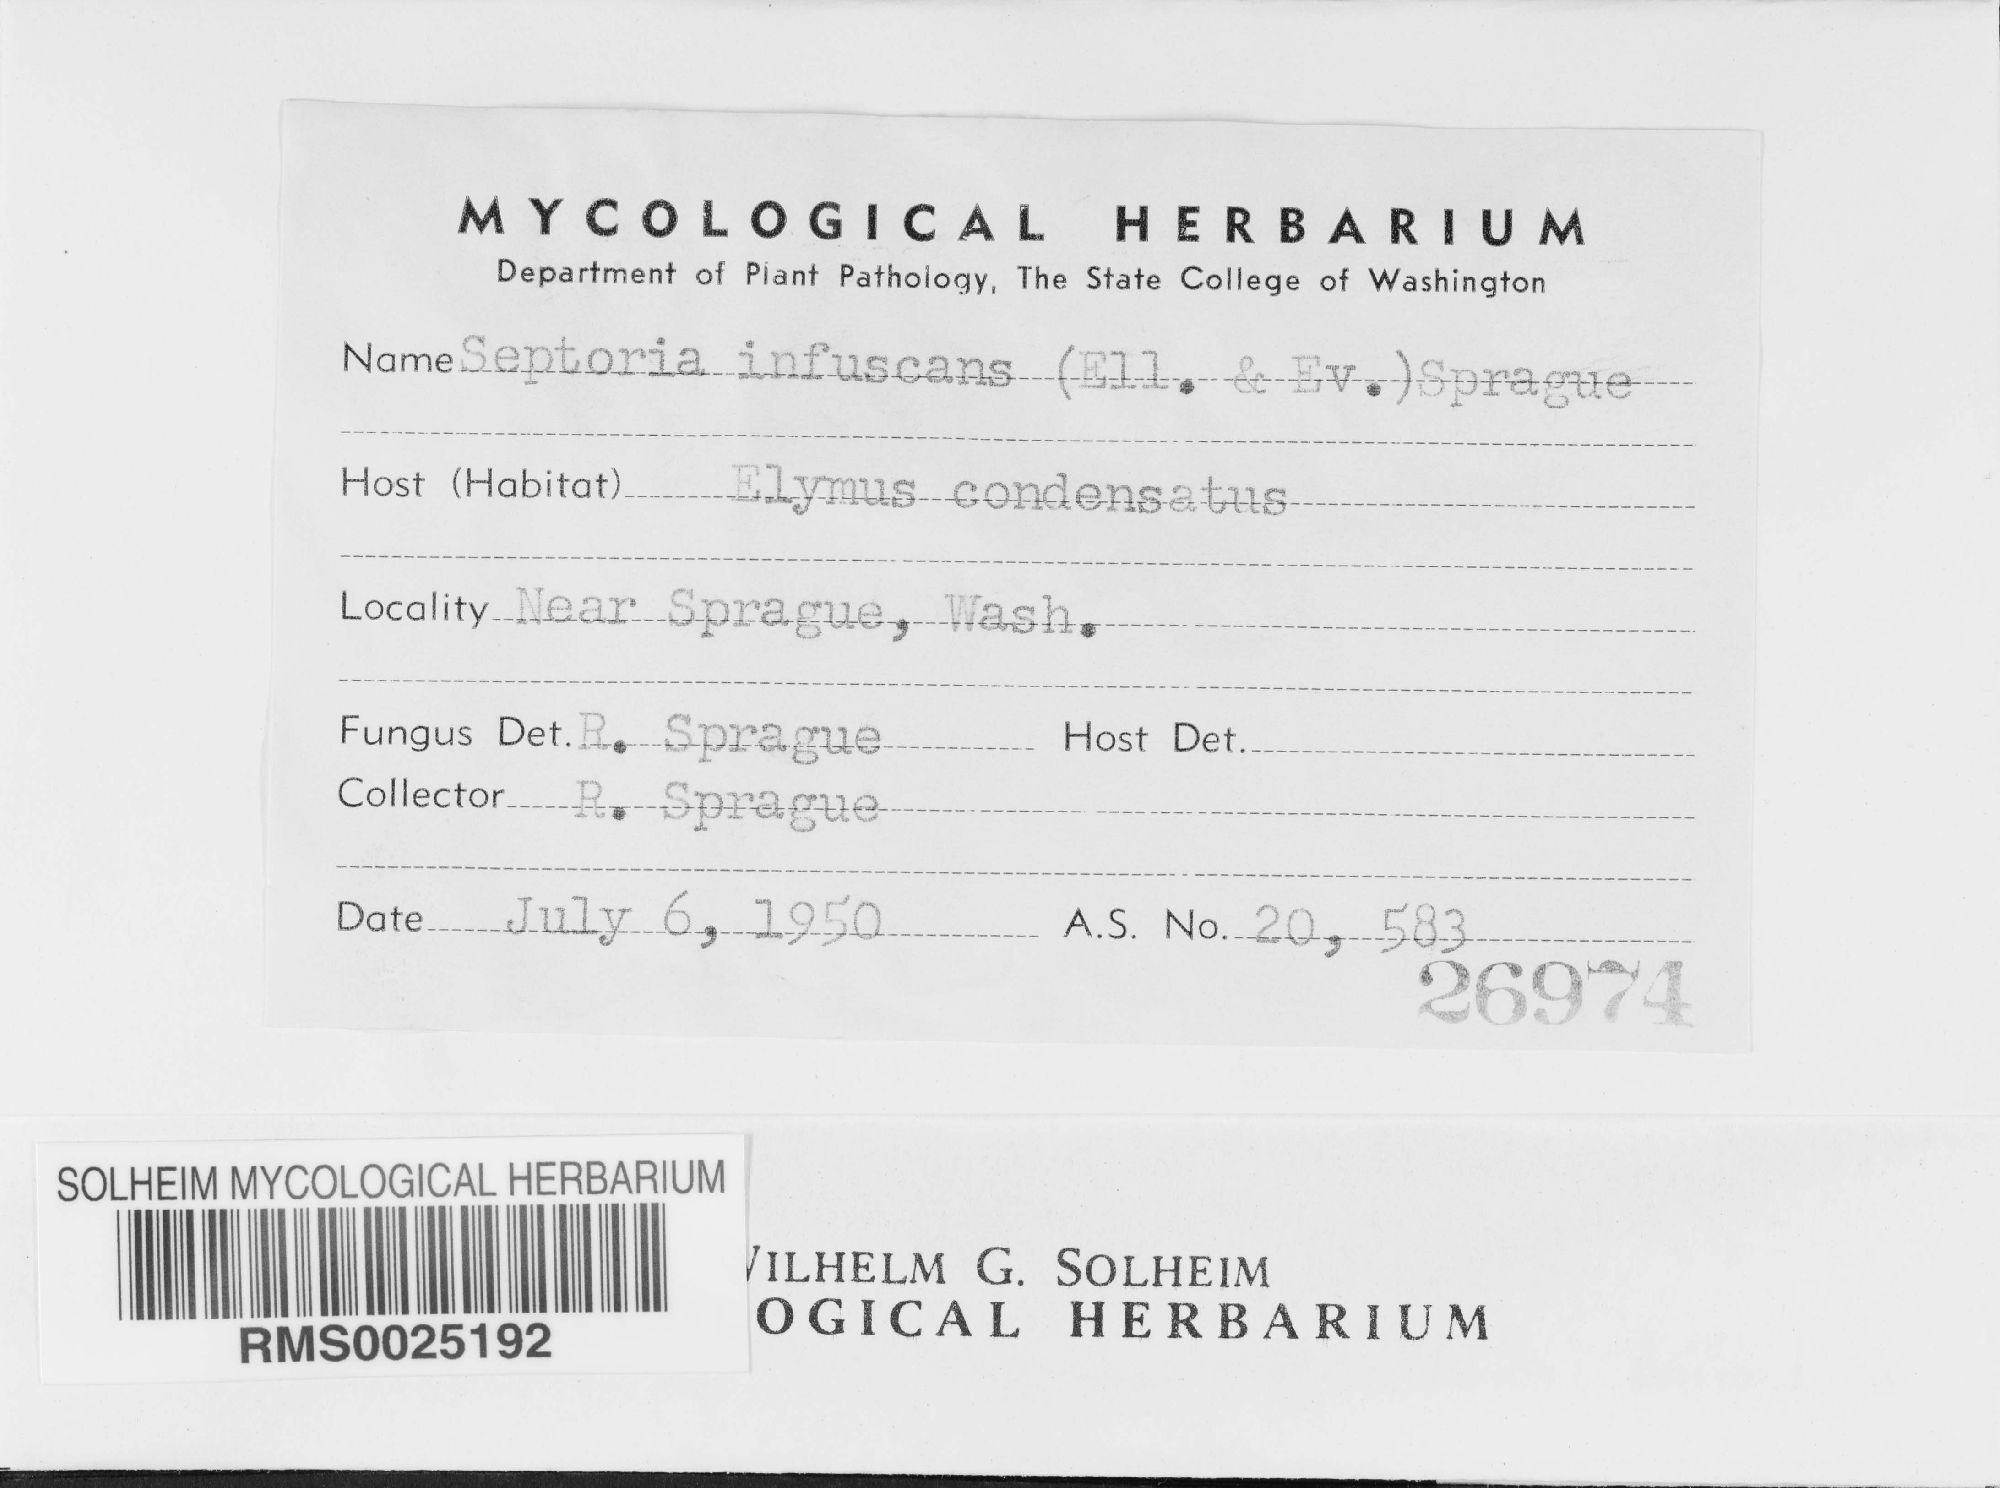 MYCOLOGICAL HERBARIUM
Department of Plant Pathology, The State College of Washington
Name Septoria infuscans (Ell. & Ev.)Sprague
Host (Habitat) Elymus condensatus
Locality Near Sprague, Wash.
Fungus Det. R. Sprague Host Det.
Collector R. Sprague
Date July 6, 1950 A.S. No. 20, 583
26974
SOLHEIM MYCOLOGICAL HERBARIUM
RMS0025192
WILHELM G. SOLHEIM
OGICAL HERBARIUM